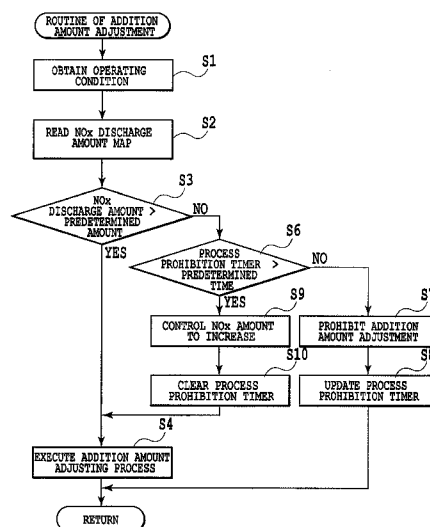 ROUTINE OF ADDITION
AMOUNT ADJUSTMENT
S1
OBTAIN OPERATING
CONDITION
S2
READ NOx DISCHARGE
AMOUNT MAP
S3
NOx
DISCHARGE AMOUNT >
PREDETERMINED
AMOUNT
NO
YES
S6
PROCESS
PROHIBITION TIMER >
PREDETERMINED
TIME
NO
YES
S9
CONTROL NOx AMOUNT
TO INCREASE
PROHIBIT ADDITION
AMOUNT ADJUSTMENT
S10
CLEAR PROCESS
PROHIBITION TIMER
UPDATE PROCESS
PROHIBITION TIMER
S4
EXECUTE ADDITION AMOUNT
ADJUSTING PROCESS
RETURN